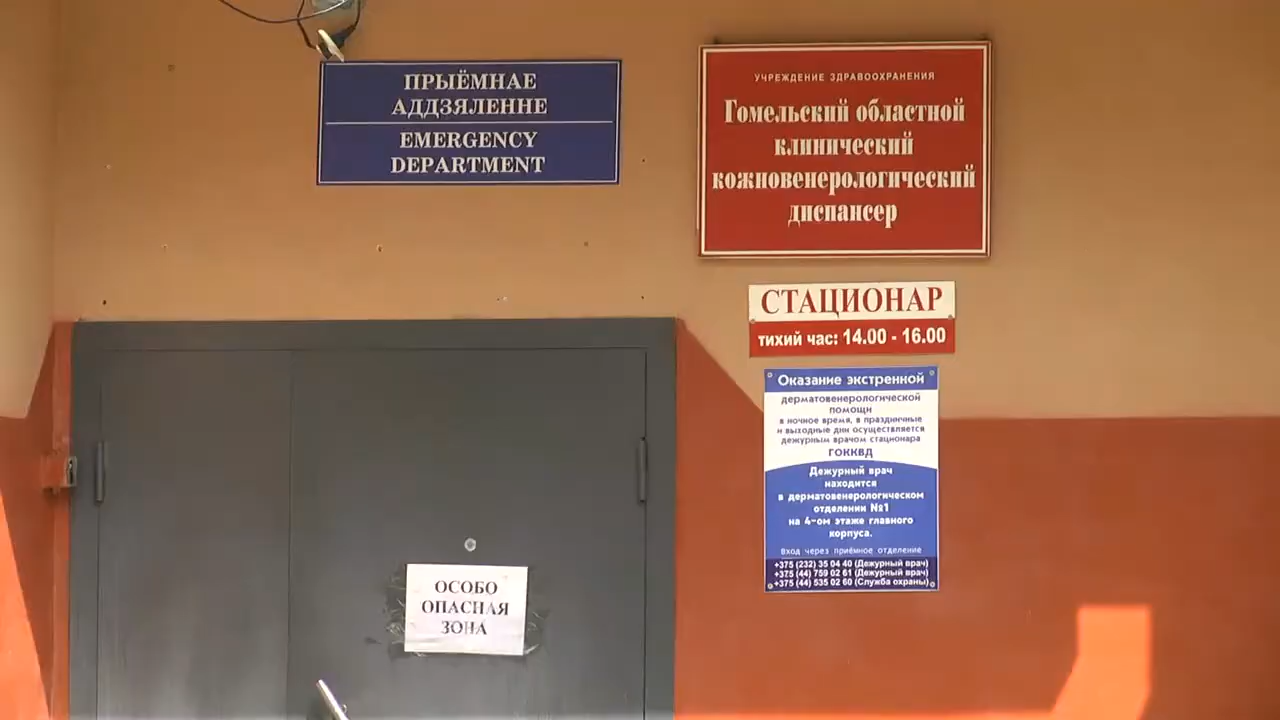 ПРЫЁМНАЕ
АДДЗЯЛЕННЕ
EMERGENCY
DEPARTMENT
УЧРЕЖДЕНИЕ ЗДРАВООХРАНЕНИЯ
Гомельский областной
клинический
кожновенерологический
диспансер
СТАЦИОНАР
ТИХИЙ ЧАС: 14.00 - 16.00
Оказание экстренной
дерматовенерологической
помощи
в ночное время, в праздничные
и выходные дни осуществляется
дежурным врачом стационара
ГОККВД
Дежурный врач
находится
в дерматовенерологическом
отделении №1
на 4-ом этаже главного
корпуса.
Вход через приёмное отделение
+375 (232) 35 04 40 (Дежурный врач)
+375 (44) 759 02 61 (Дежурный врач)
+375 (44) 535 02 60 (Служба охраны)
ОСОБО
ОПАСНАЯ
ЗОНА